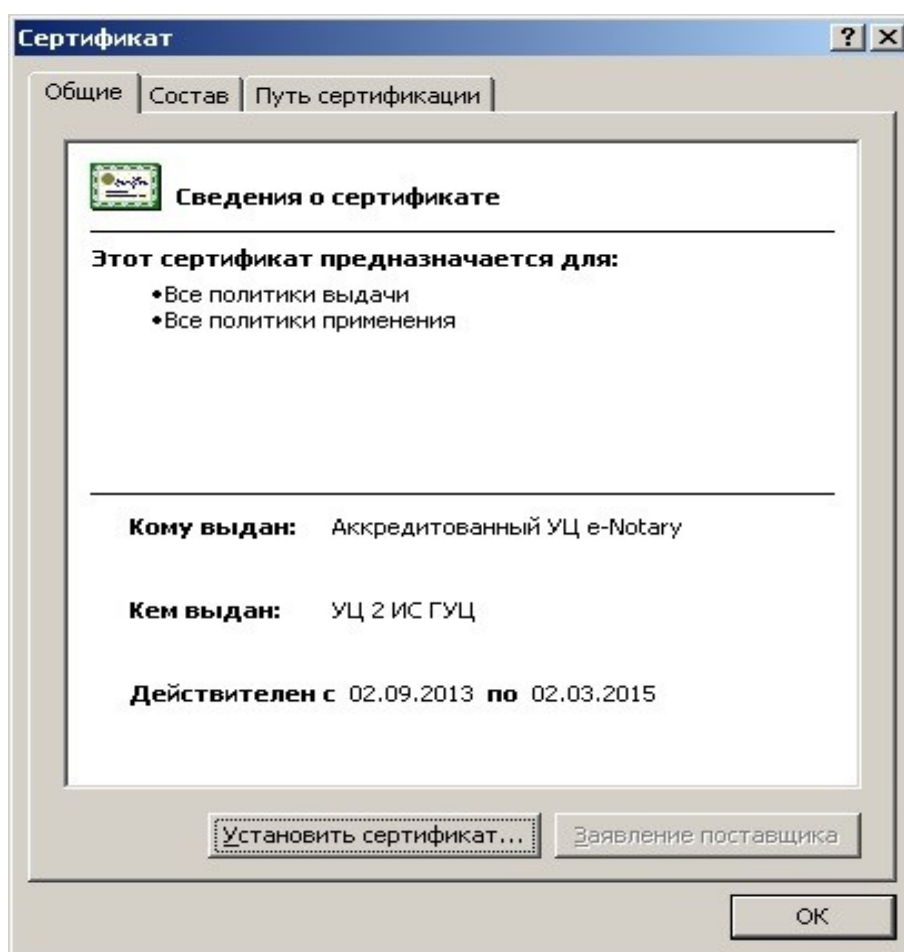 Сертификат
Общие Состав Путь сертификации
Сведения о сертификате
Этот сертификат предназначается для:
•Все политики выдачи
•Все политики применения
Кому выдан: Аккредитованный УЦ e-Notary
Кем выдан: УЦ 2 ИС ГУЦ
Действителен с 02.09.2013 по 02.03.2015
Установить сертификат... Заявление поставщика
ОК